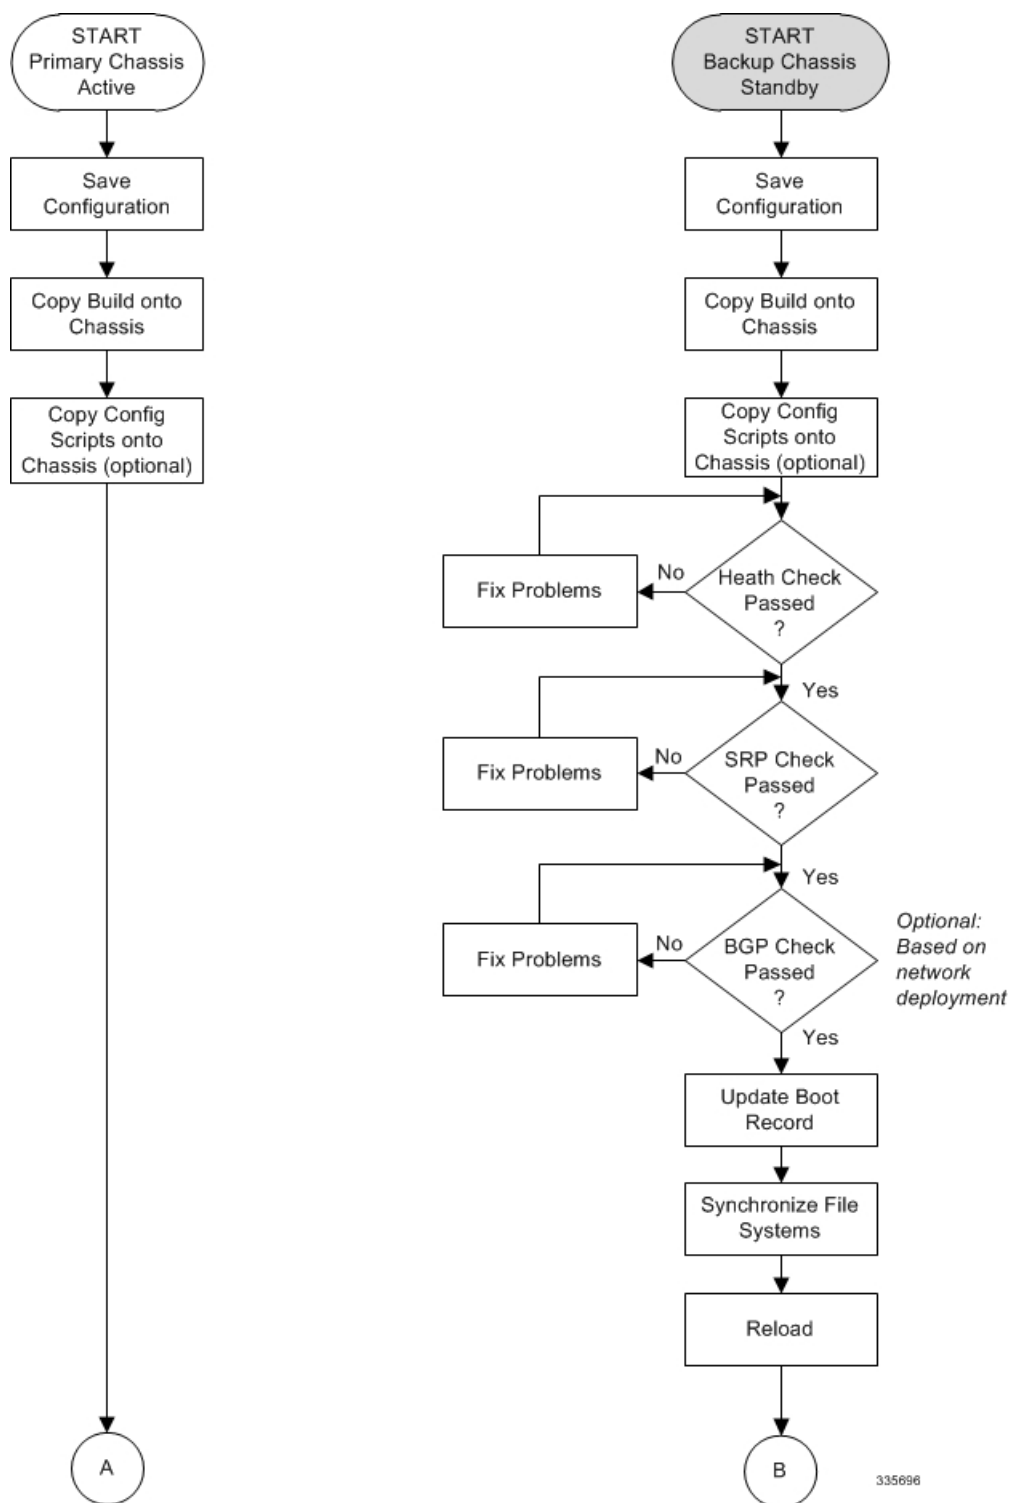 START
Primary Chassis
Active
Save
Configuration
Copy Build onto
Chassis
Copy Config
Scripts onto
Chassis (optional)
A
START
Backup Chassis
Standby
Save
Configuration
Copy Build onto
Chassis
Copy Config
Scripts onto
Chassis (optional)
Heath Check
Passed
?
No
Fix Problems
Yes
SRP Check
Passed
?
No
Fix Problems
Yes
BGP Check
Passed
?
No
Fix Problems
Optional:
Based on
network
deployment
Yes
Update Boot
Record
Synchronize File
Systems
Reload
B
335696